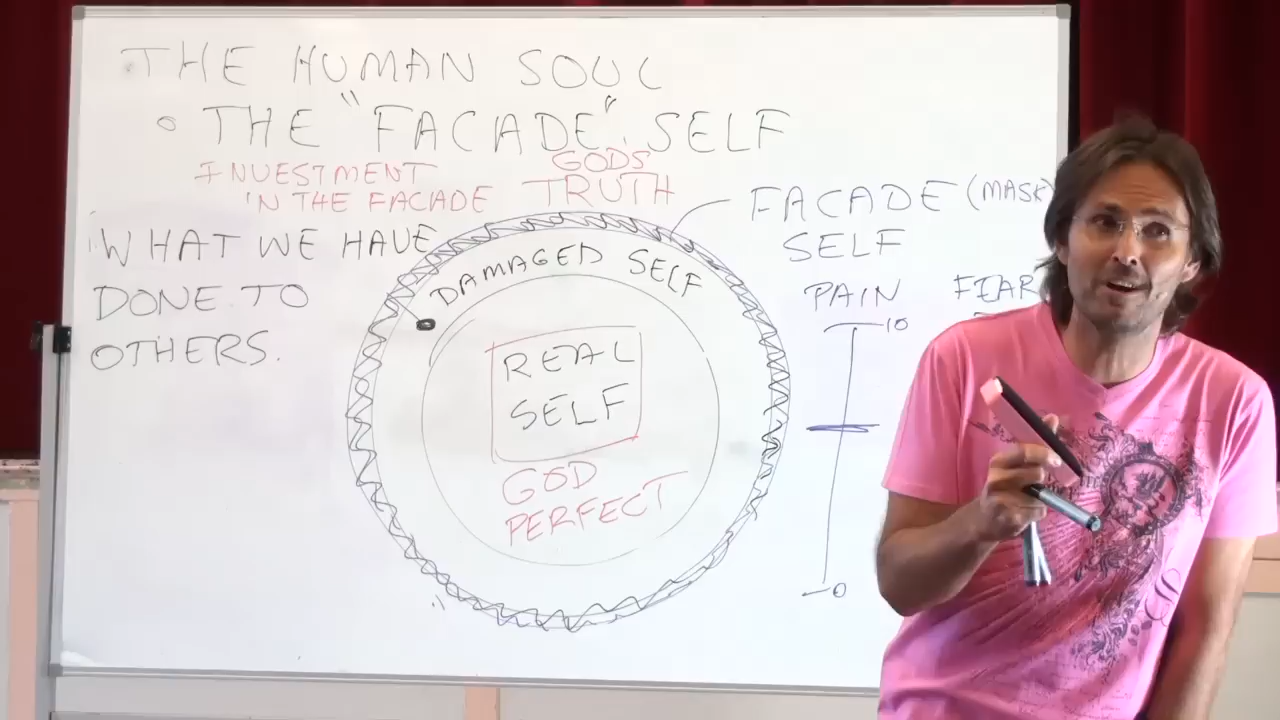 THE HUMAN SOUL
THE "FACADE" SELF
INVESTMENT
IN THE FACADE
GODS
TRUTH
FACADE (MASK)
SELF
WHAT WE HAVE
DONE TO
OTHERS.
DAMAGED SELF
REAL
SELF
GOD
PERFECT
PAIN
10
0
FEAR